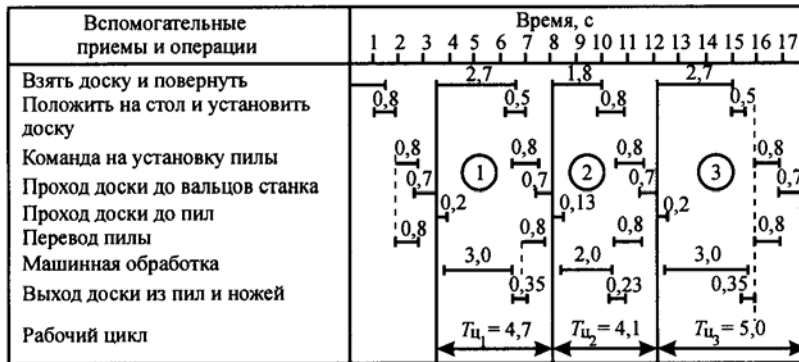 Вспомогательные приемы и операции
Время, с
1 2 3 4 5 6 7 8 9 10 11 12 13 14 15 16 17
Взять доску и повернуть 2,7 1,8 2,7
Положить на стол и установить доску 0,8 0,5 0,8 0,5
Команда на установку пилы 0,8 0,8 0,8 0,8
1 2 3
Проход доски до вальцов станка 0,7 0,7 0,7 0,7
Проход доски до пил 0,2 0,13 0,2
Перевод пилы 0,8 0,8 0,8 0,8
Машинная обработка 3,0 2,0 3,0
Выход доски из пил и ножей 0,35 0,23 0,35
Рабочий цикл Tц1 = 4,7 Tц2 = 4,1 Tц3 = 5,0